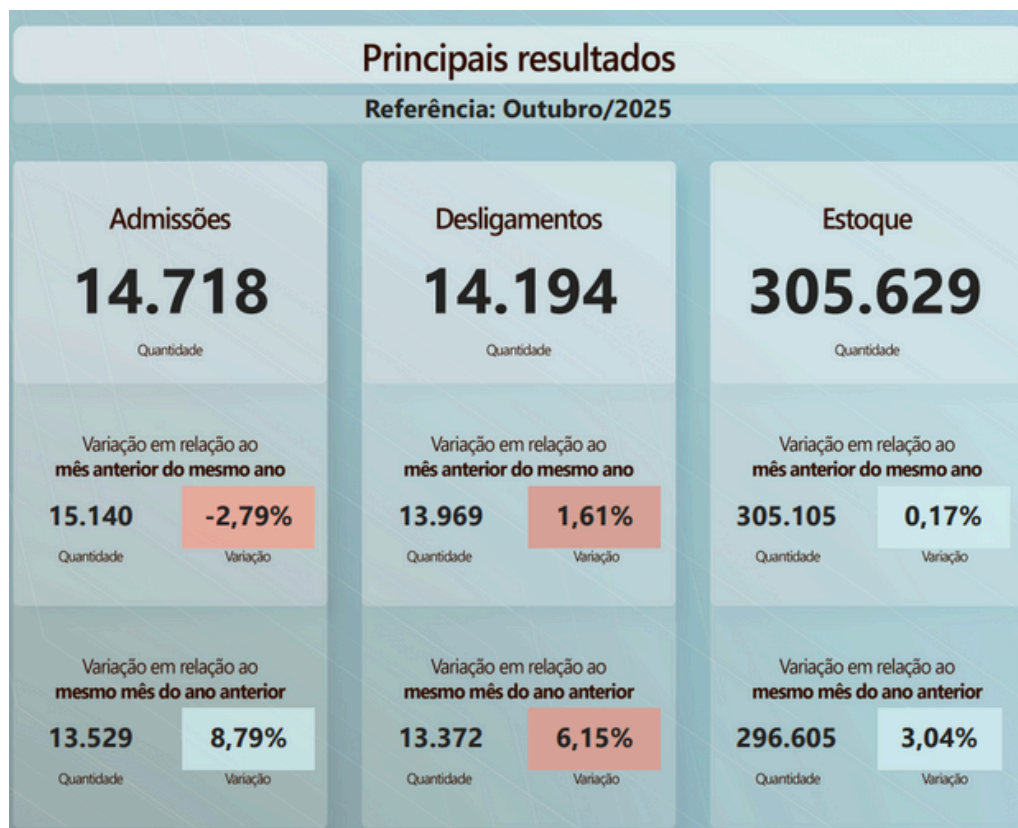 Principais resultados
Referência: Outubro/2025
Admissões
14.718
Quantidade
Variação em relação ao
mês anterior do mesmo ano
15.140
-2,79%
Quantidade
Variação
Variação em relação ao
mesmo mês do ano anterior
13.529
8,79%
Quantidade
Variação
Desligamentos
14.194
Quantidade
Variação em relação ao
mês anterior do mesmo ano
13.969
1,61%
Quantidade
Variação
Variação em relação ao
mesmo mês do ano anterior
13.372
6,15%
Quantidade
Variação
Estoque
305.629
Quantidade
Variação em relação ao
mês anterior do mesmo ano
305.105
0,17%
Quantidade
Variação
Variação em relação ao
mesmo mês do ano anterior
296.605
3,04%
Quantidade
Variação